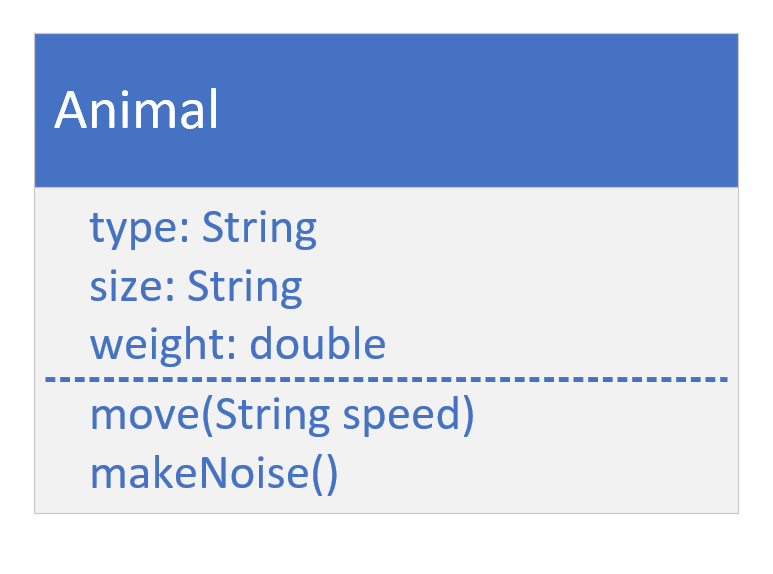 Animal
type: String
size: String
weight: double
move(String speed)
makeNoise()